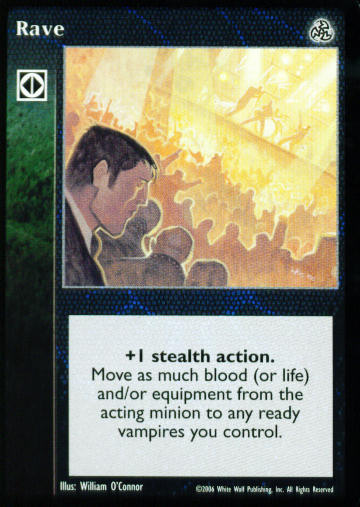 Rave
+1 stealth action.
Move as much blood (or life)
and/or equipment from the
acting minion to any ready
vampires you control.
Illus: William O'Connor
©2006 White Wolf Publishing, Inc. All Rights Reserved